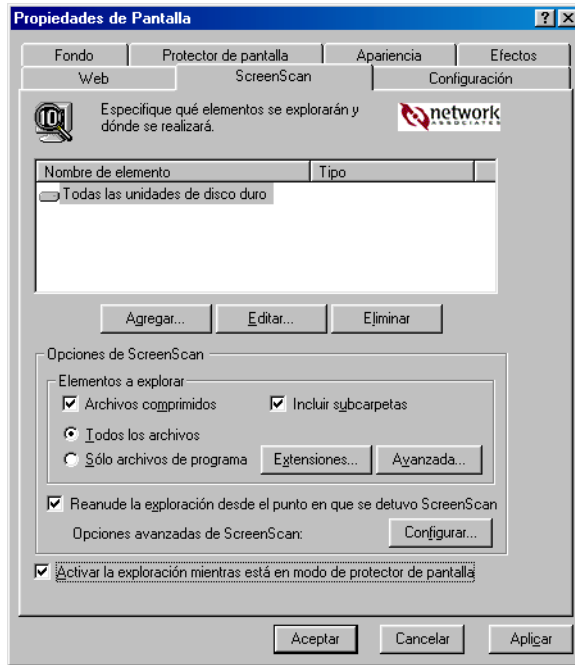 Propiedades de Pantalla
Fondo Protector de pantalla Apariencia Efectos
Web ScreenScan Configuración
Especifique qué elementos se explorarán y
dónde se realizará.
network
ASSOCIATES
Nombre de elemento Tipo
Todas las unidades de disco duro
Agregar... Editar... Eliminar
Opciones de ScreenScan
Elementos a explorar
Archivos comprimidos Incluir subcarpetas
Todos los archivos
Sólo archivos de programa Extensiones... Avanzada...
Reanude la exploración desde el punto en que se detuvo ScreenScan
Opciones avanzadas de ScreenScan: Configurar...
Activar la exploración mientras está en modo de protector de pantalla
Aceptar Cancelar Aplicar